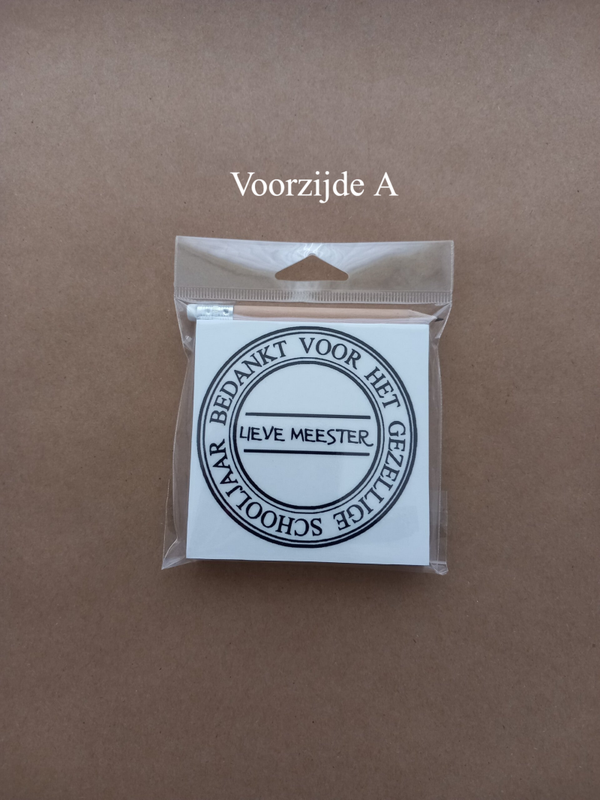 Voorzijde A
BEDANKT VOOR HET GEZELLIGE SCHOOLJAAR
LIEVE MEESTER